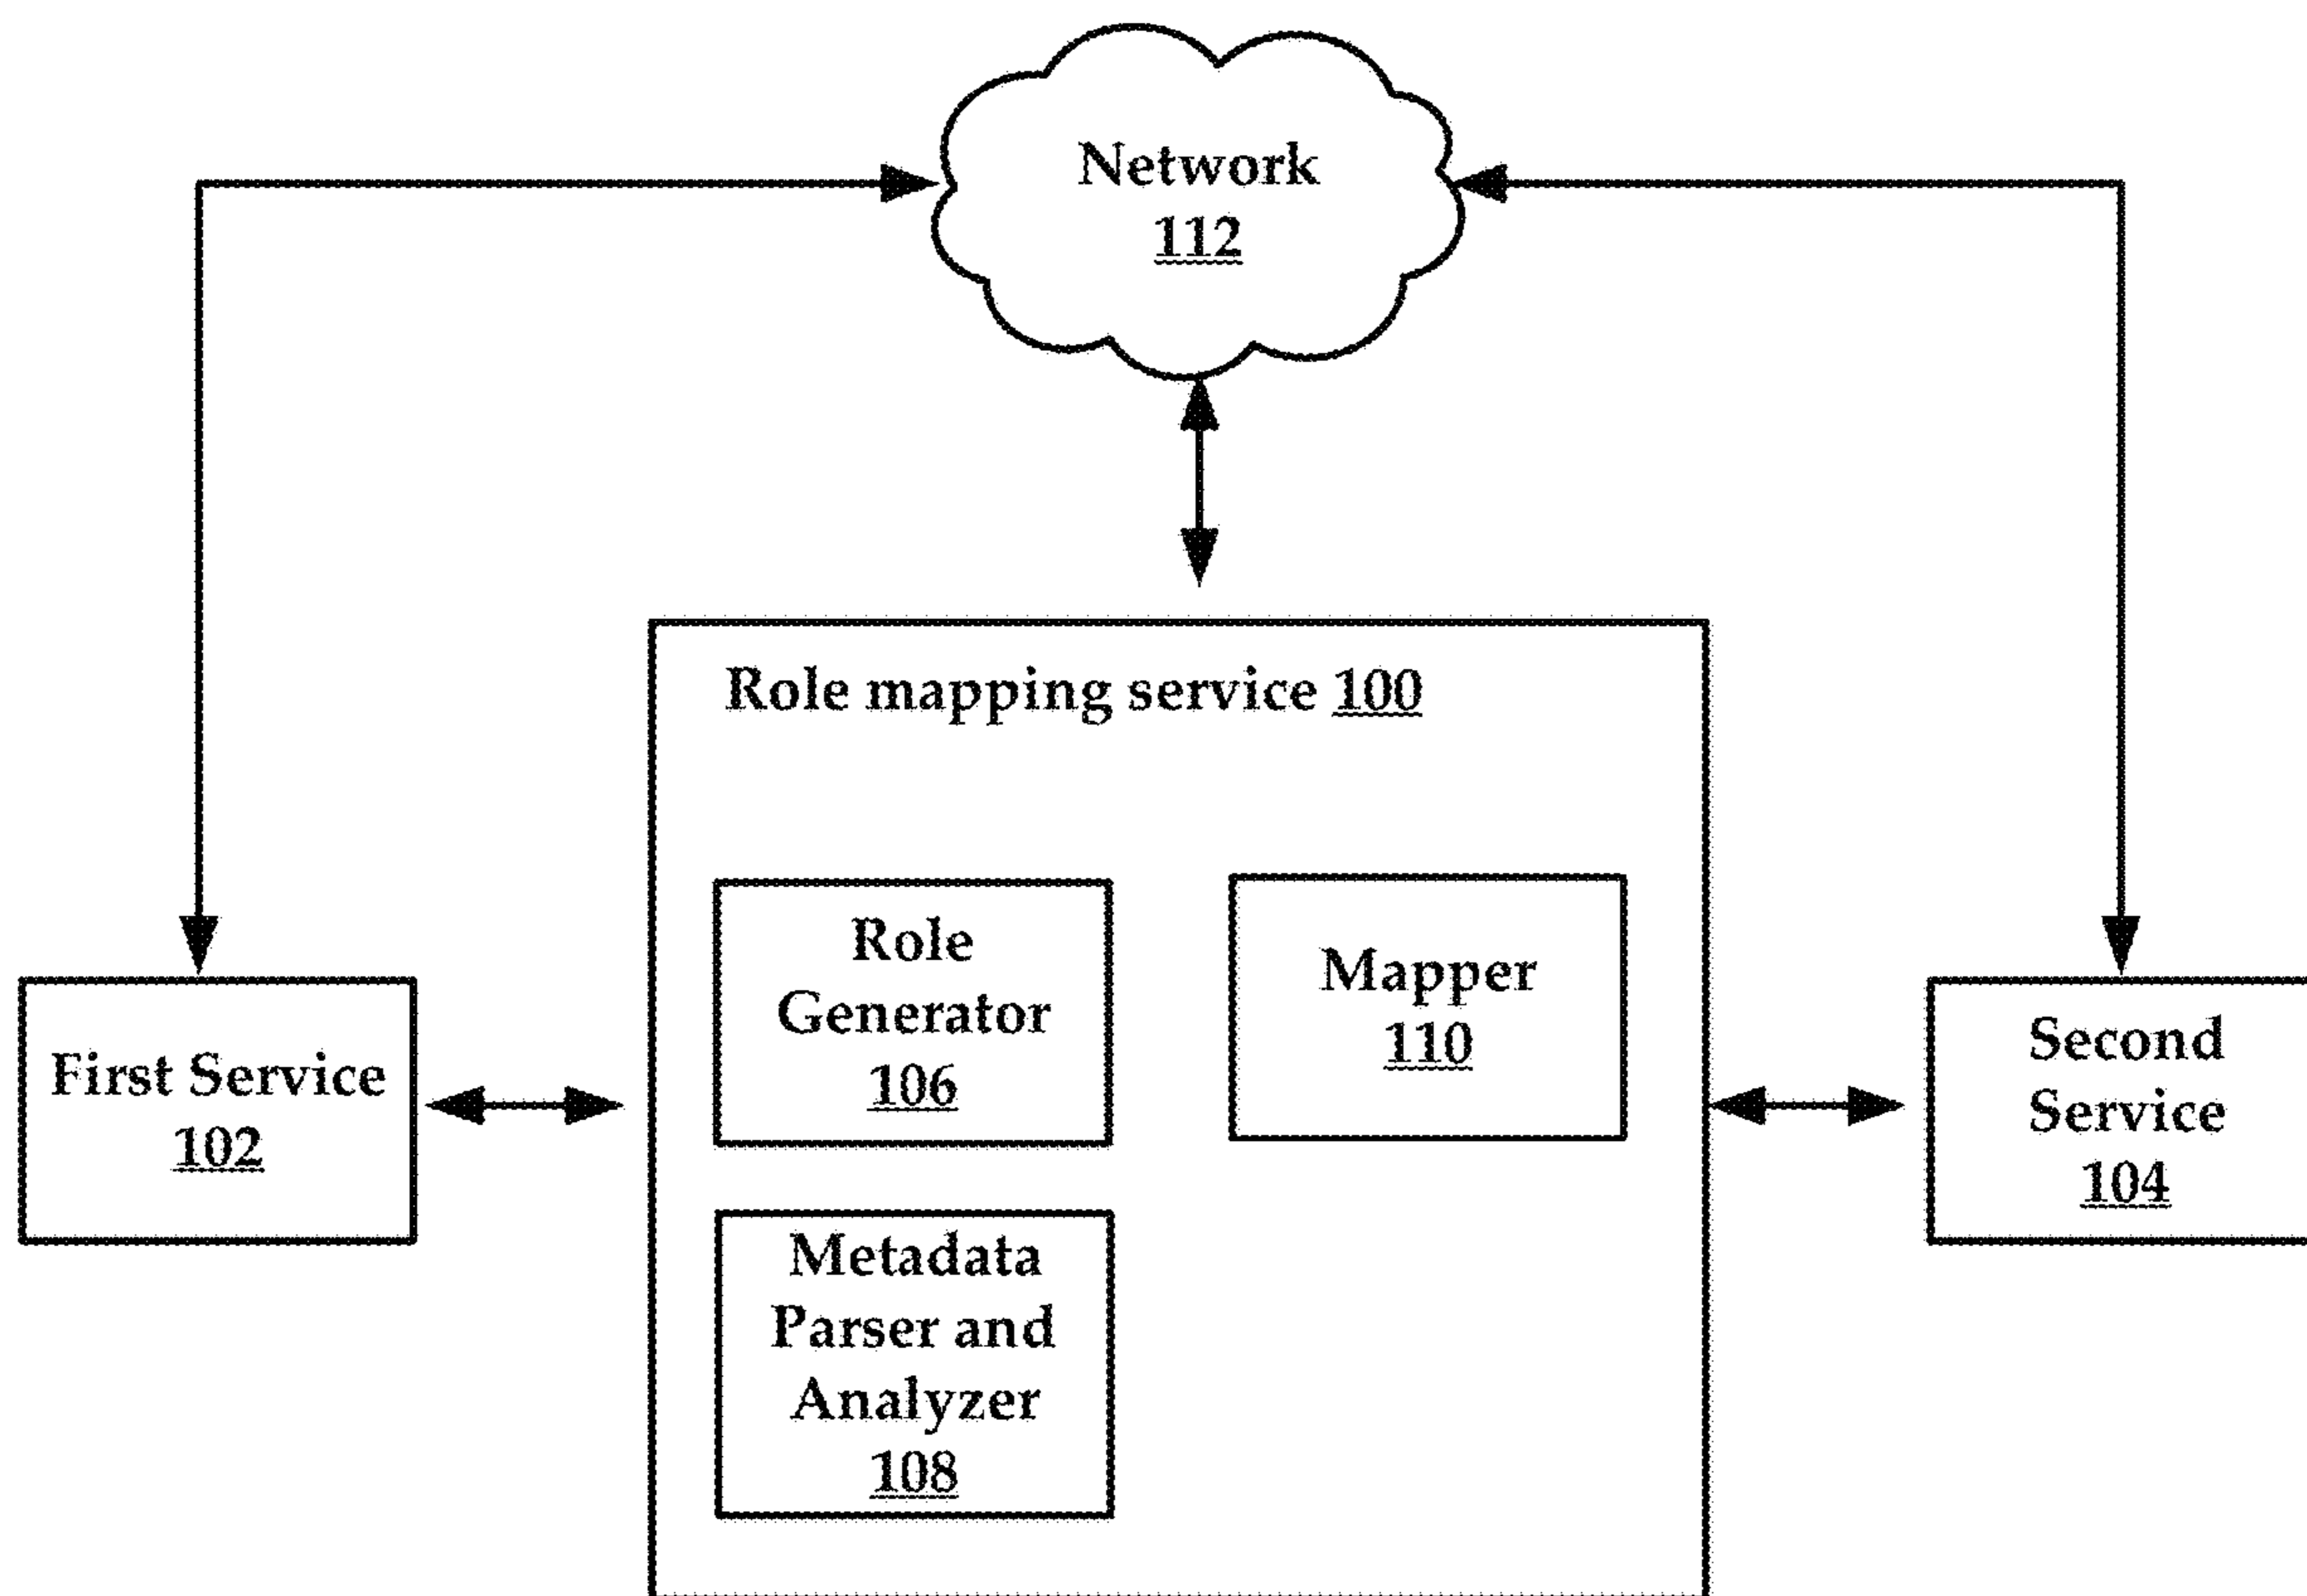 Network
112
Role mapping service 100
Role
Generator
106
Mapper
110
First Service
102
Second
Service
104
Metadata
Parser and
Analyzer
108